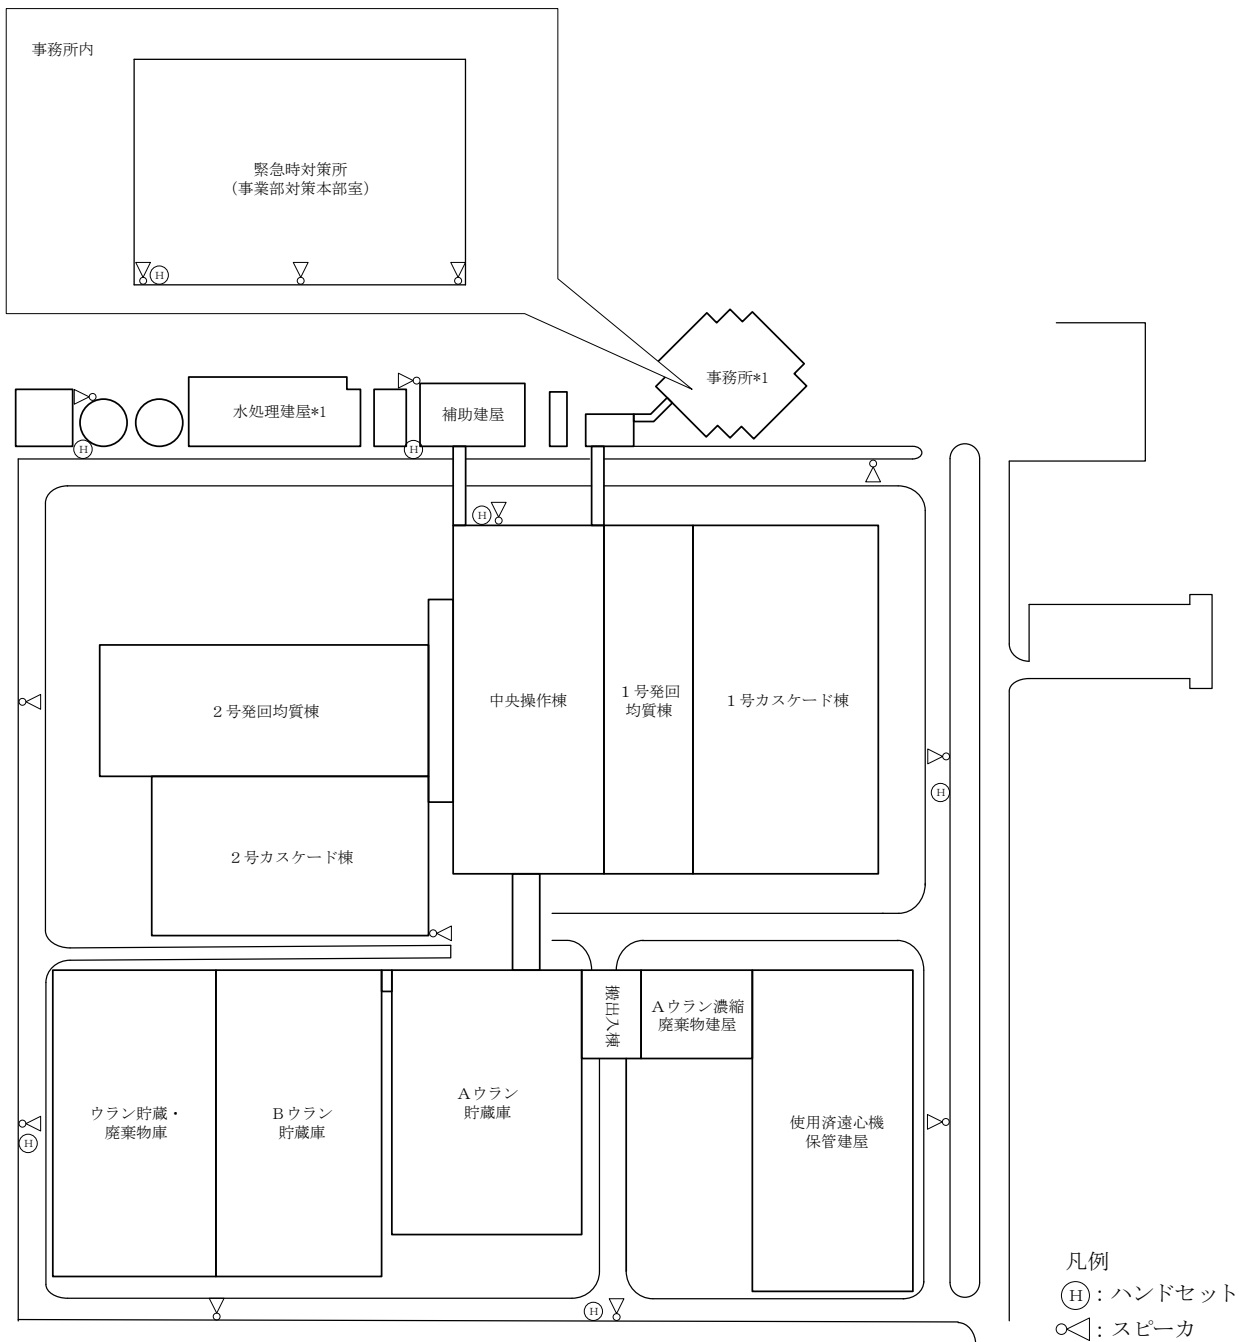 事務所内
緊急時対策所
（事業部対策本部室）
H
事務所*1
水処理建屋*1
補助建屋
H
H
H
中央操作棟
１号発回
均質棟
１号カスケード棟
２号発回均質棟
H
２号カスケード棟
搬出入棟
Ａウラン濃縮
廃棄物建屋
ウラン貯蔵・
廃棄物庫
Ｂウラン
貯蔵庫
Ａウラン
貯蔵庫
使用済遠心機
保管建屋
H
H
凡例
H：ハンドセット
：スピーカ